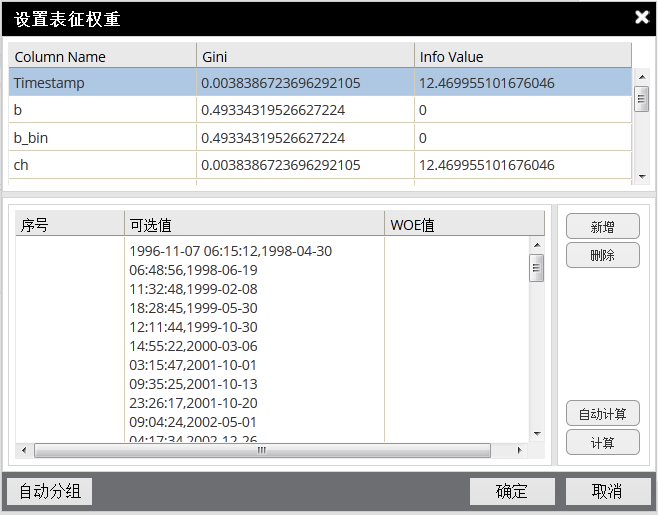 设置表征权重
Column Name Gini Info Value
Timestamp 0.0038386723696292105 12.469955101676046
b 0.49334319526627224 0
b_bin 0.49334319526627224 0
ch 0.0038386723696292105 12.469955101676046
序号 可选值 WOE值
1996-11-07 06:15:12,1998-04-30
06:48:56,1998-06-19
11:32:48,1999-02-08
18:28:45,1999-05-30
12:11:44,1999-10-30
14:55:22,2000-03-06
03:15:47,2001-10-01
09:35:25,2001-10-13
23:26:17,2001-10-20
09:04:24,2002-05-01
04:17:34,2002-12-26
新增
删除
自动计算
计算
自动分组 确定 取消